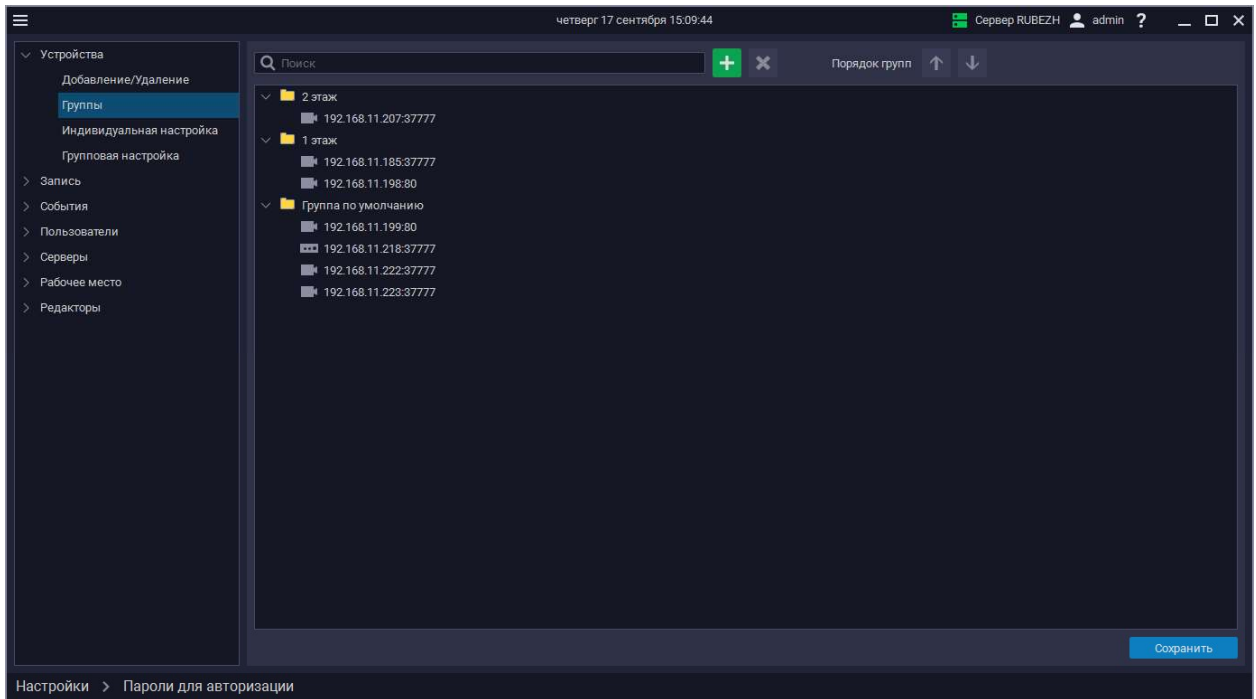 четверг 17 сентября 15:09:44
Сервер RUBEZH admin ?
Устройства
Добавление/Удаление
Группы
Индивидуальная настройка
Групповая настройка
Запись
События
Пользователи
Серверы
Рабочее место
Редакторы
Поиск
Порядок групп
2 этаж
192.168.11.207:37777
1 этаж
192.168.11.185:37777
192.168.11.198:80
Группа по умолчанию
192.168.11.199:80
192.168.11.218:37777
192.168.11.222:37777
192.168.11.223:37777
Сохранить
Настройки > Пароли для авторизации